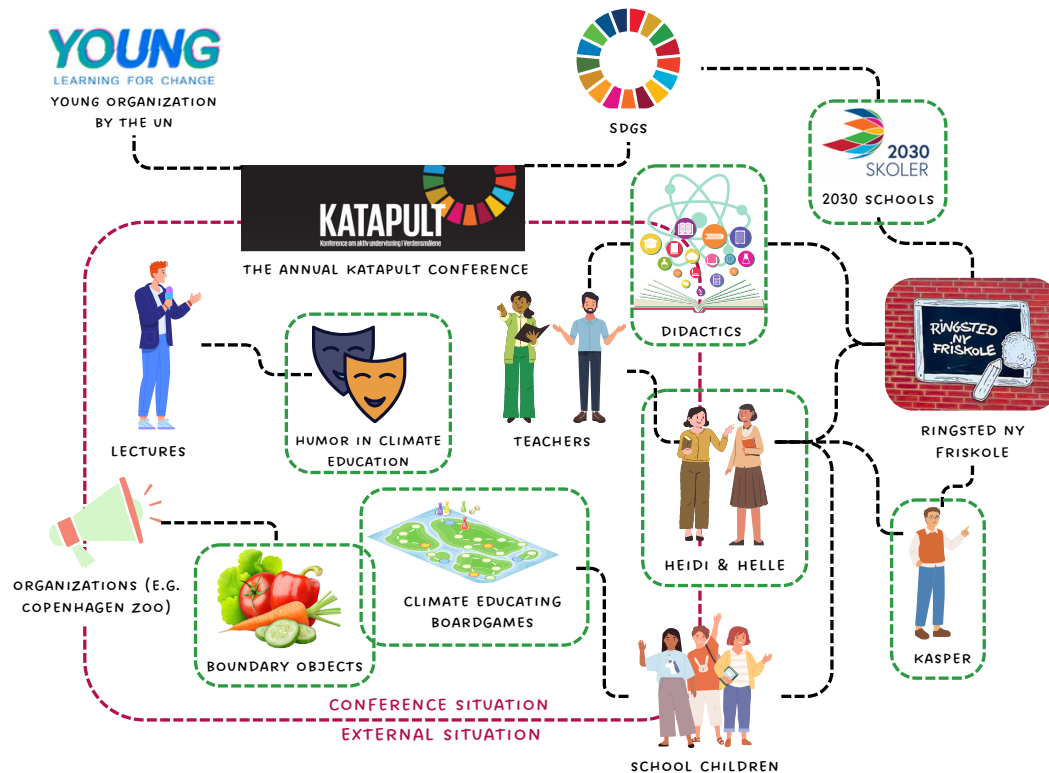 YOUNG
LEARNING FOR CHANGE
YOUNG ORGANIZATION
BY THE UN
SDGS
2030
SKOLER
2030 SCHOOLS
KATAPULT
Konference om aktiv undervisning i Verdensmålene
THE ANNUAL KATAPULT CONFERENCE
DIDACTICS
RINGSTED
NY
FRISKOLE
RINGSTED NY
FRISKOLE
LECTURES
HUMOR IN CLIMATE
EDUCATION
TEACHERS
HEIDI & HELLE
KASPER
ORGANIZATIONS (E.G.
COPENHAGEN ZOO)
BOUNDARY OBJECTS
CLIMATE EDUCATING
BOARDGAMES
CONFERENCE SITUATION
EXTERNAL SITUATION
SCHOOL CHILDREN